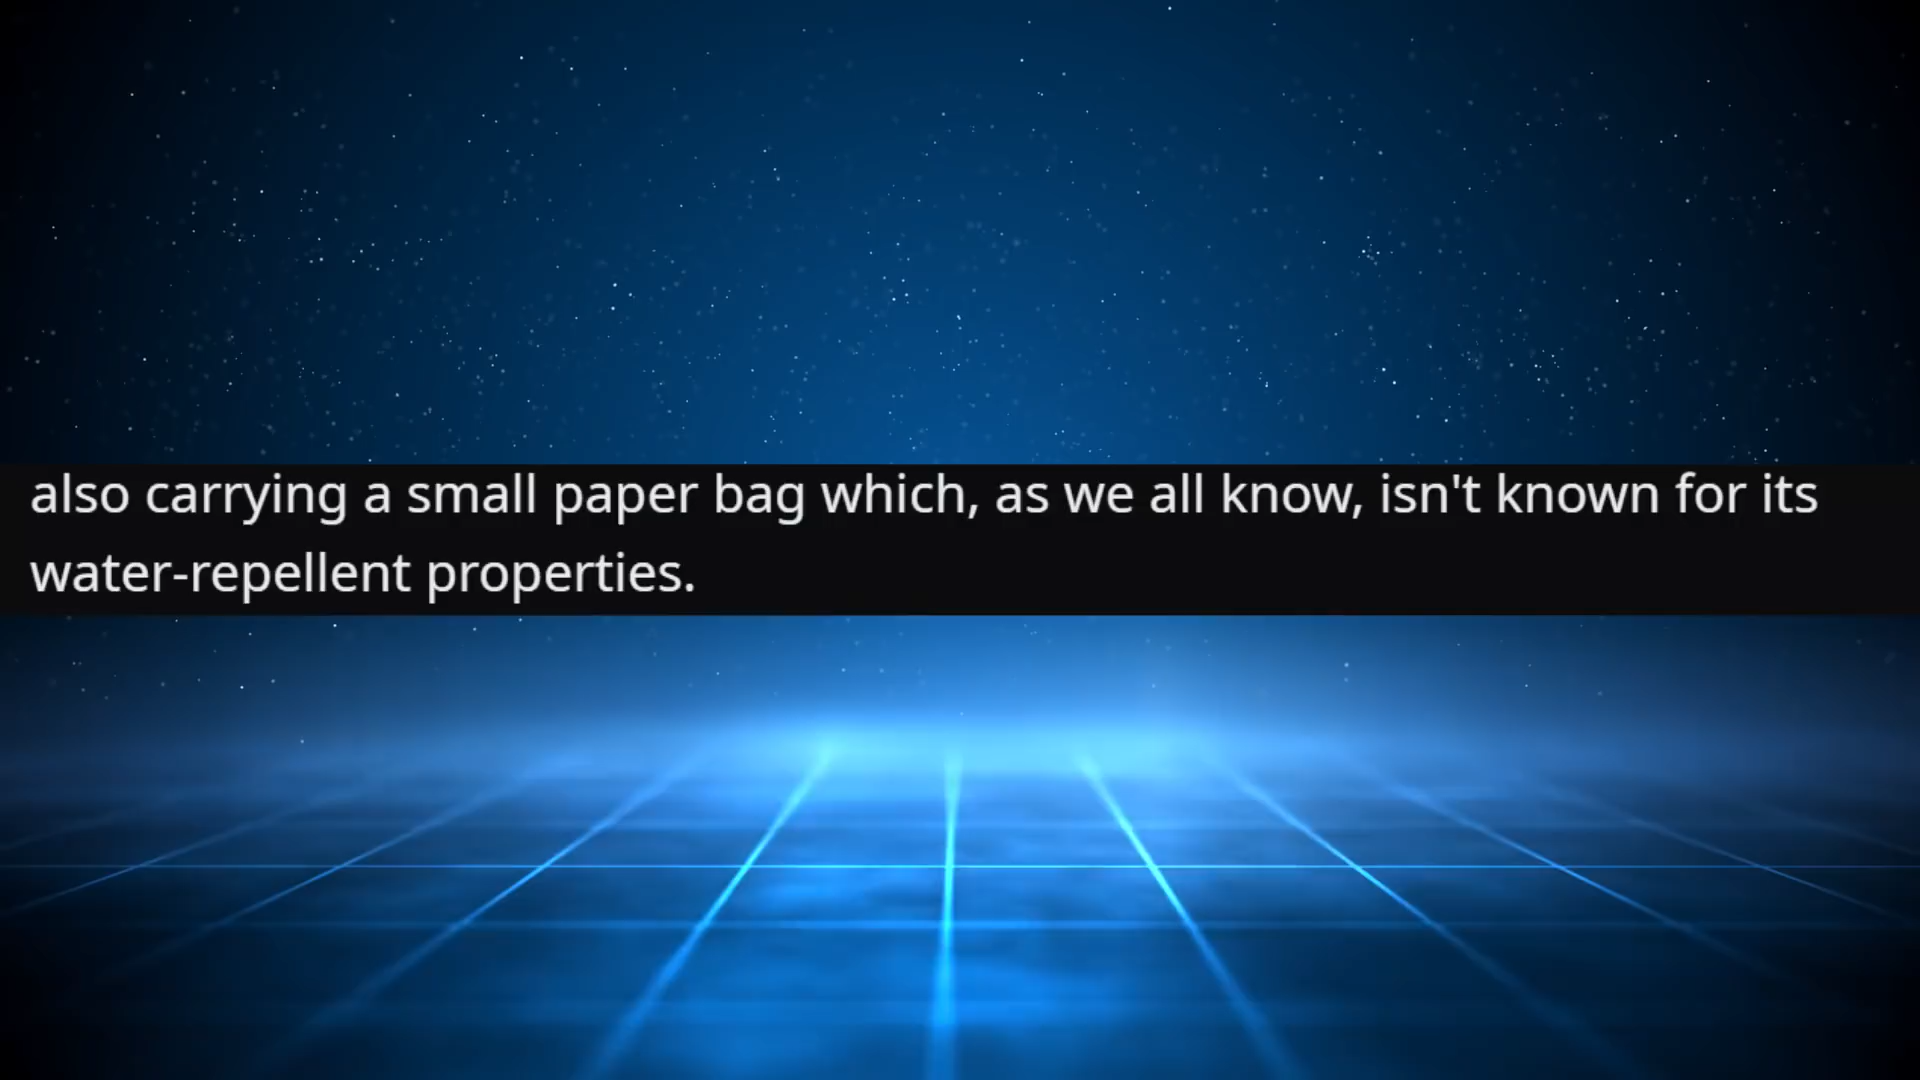 also carrying a small paper bag which, as we all know, isn't known for its
water-repellent properties.